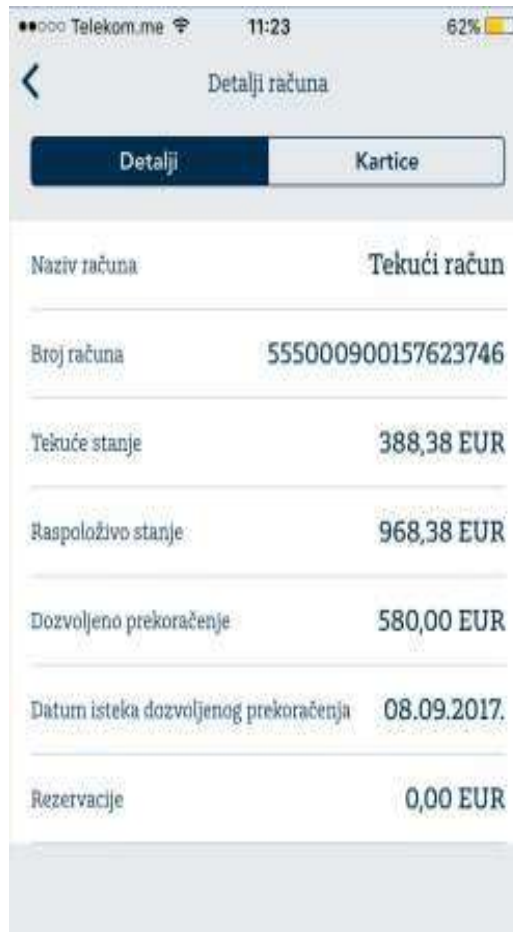 Telekom.me 11:23 62%
Detalji računa
Detalji Kartice
Naziv računa Tekući račun
Broj računa 555000900157623746
Tekuće stanje 388,38 EUR
Raspoloživo stanje 968,38 EUR
Dozvoljeno prekoračenje 580,00 EUR
Datum isteka dozvoljenog prekoračenja 08.09.2017.
Rezervacije 0,00 EUR